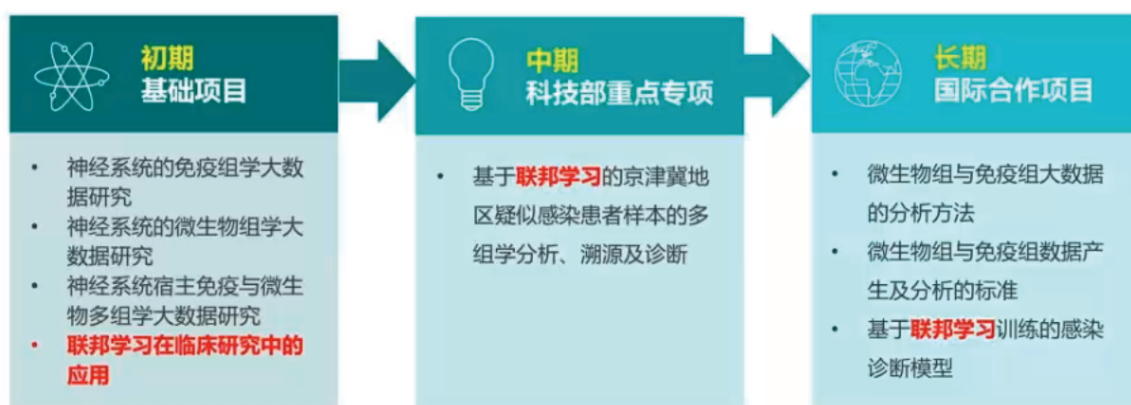 初期
基础项目
• 神经系统的免疫组学大数
据研究
• 神经系统的微生物组学大
数据研究
• 神经系统宿主免疫与微生
物多组学大数据研究
• 联邦学习在临床研究中的
应用
中期
科技部重点专项
• 基于联邦学习的京津冀地
区疑似感染患者样本的多
组学分析、溯源及诊断
长期
国际合作项目
• 微生物组与免疫组大数据
的分析方法
• 微生物组与免疫组数据产
生及分析的标准
• 基于联邦学习训练的感染
诊断模型